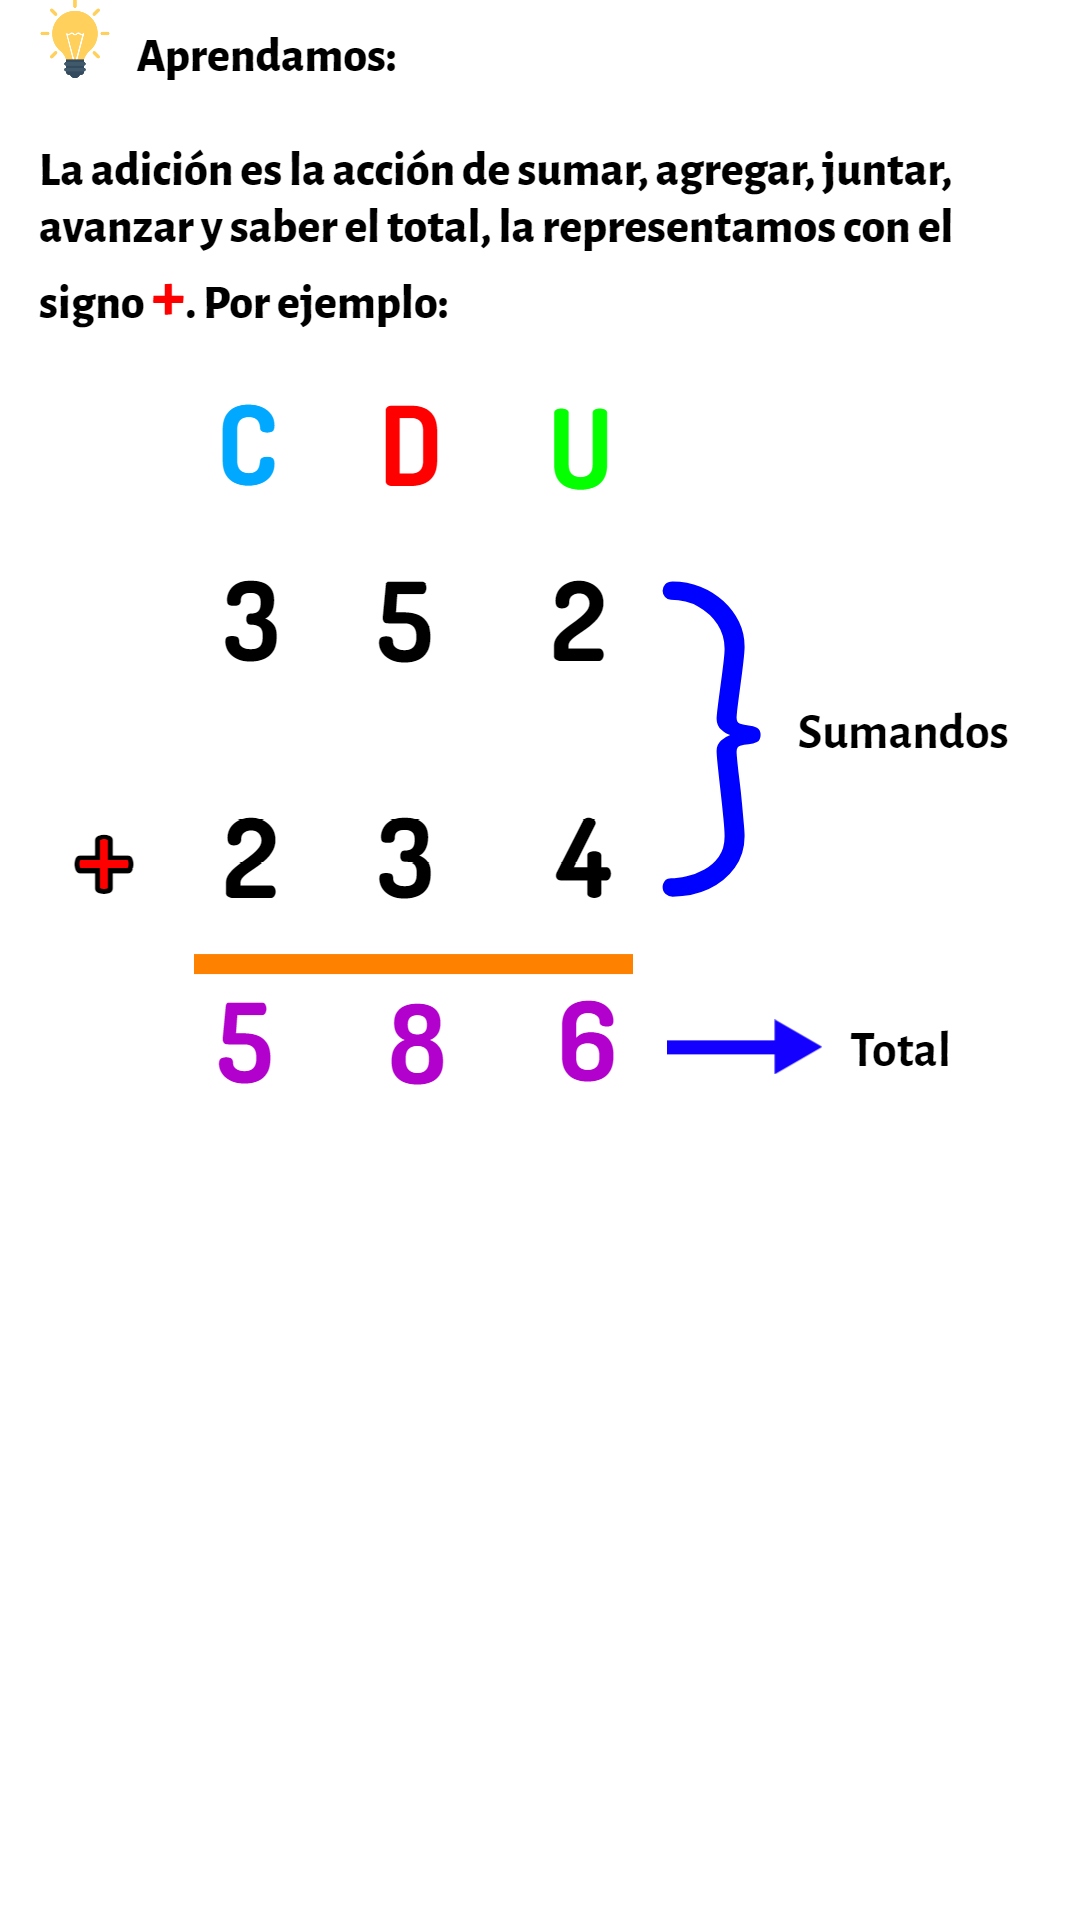 Aprendamos:
La adición es la acción de sumar, agregar, juntar,
avanzar y saber el total, la representamos con el
signo +. Por ejemplo:
C D U
3 5 2
Sumandos
+ 2 3 4
5 8 6 Total